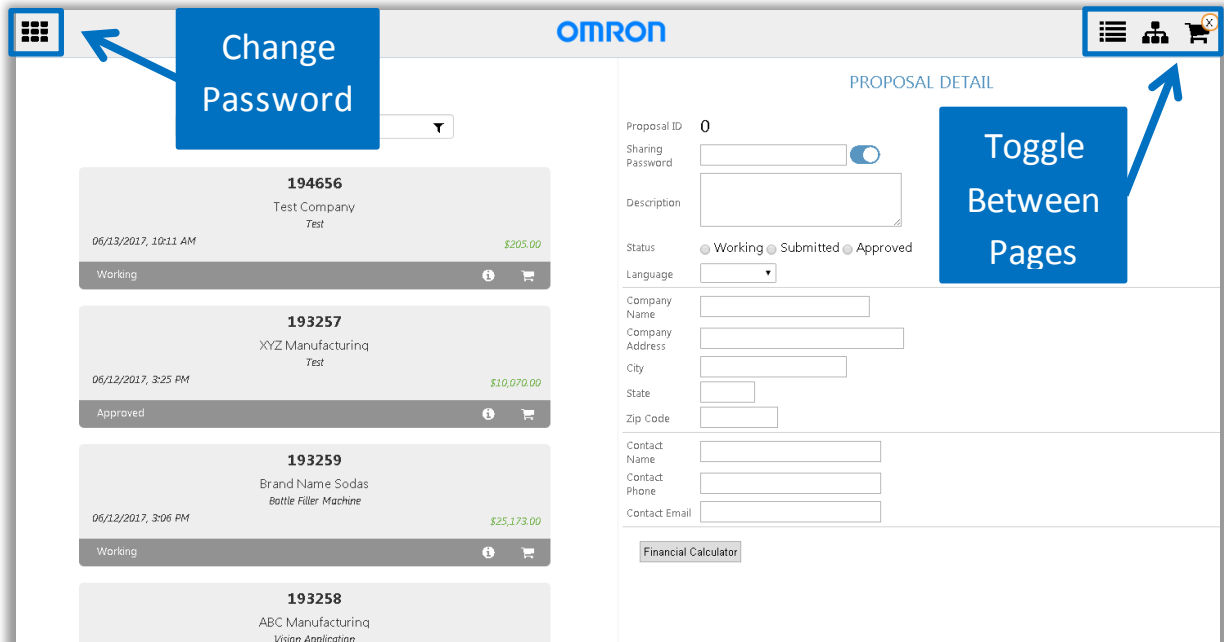 Change
Password
OMRON
X
Toggle
Between
Pages
194656
Test Company
Test
06/13/2017, 10:11 AM
$205.00
Working
193257
XYZ Manufacturing
Test
06/12/2017, 3:25 PM
$10,070.00
Approved
193259
Brand Name Sodas
Bottle Filler Machine
06/12/2017, 3:06 PM
$25,173.00
Working
193258
ABC Manufacturing
Vision Application
PROPOSAL DETAIL
Proposal ID 0
Sharing
Password
Description
Status Working Submitted Approved
Language
Company
Name
Company
Address
City
State
Zip Code
Contact
Name
Contact
Phone
Contact Email
Financial Calculator